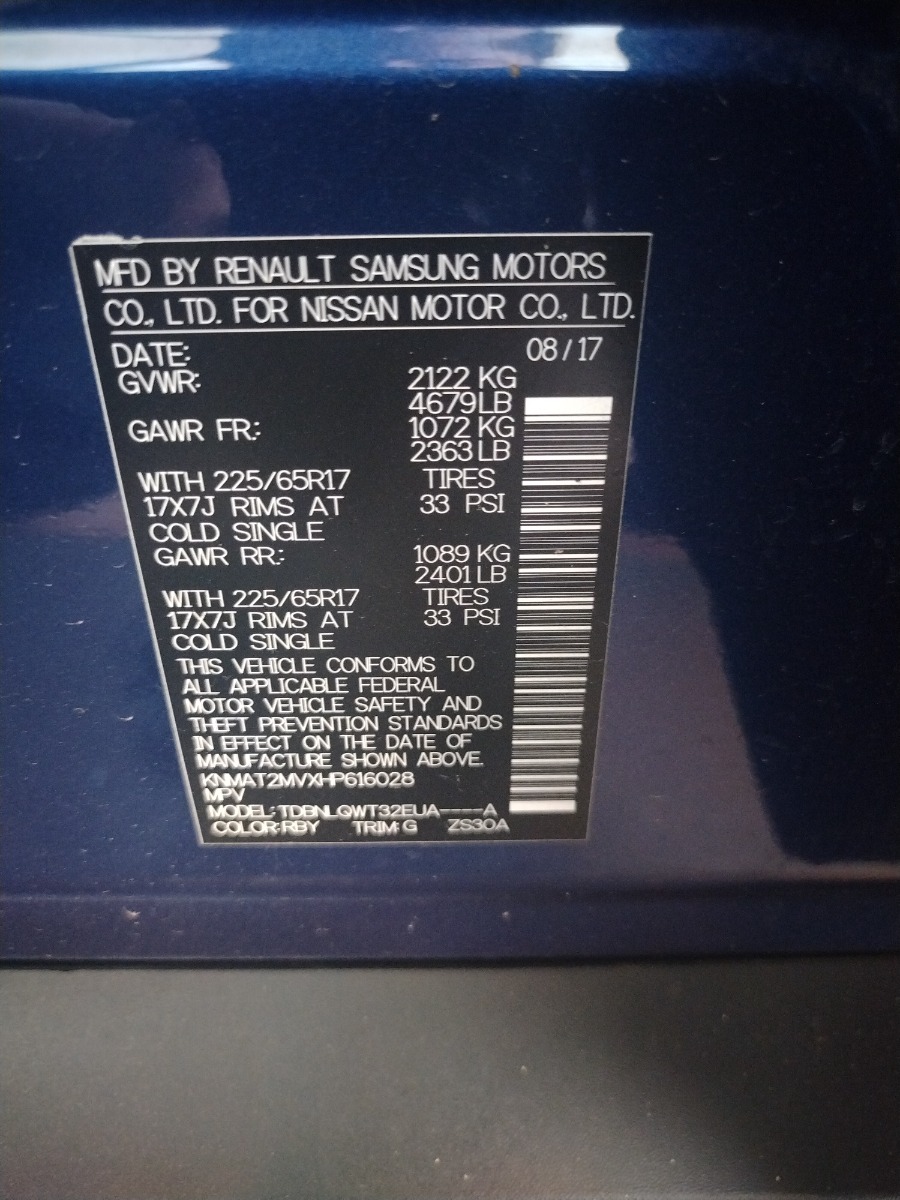 MFD BY RENAULT SAMSUNG MOTORS
CO., LTD. FOR NISSAN MOTOR CO., LTD.
DATE: 08/17
GVWR: 2122 KG
4679 LB
GAWR FR.: 1072 KG
2363 LB
WITH 225/65R17 TIRES
17X7J RIMS AT 33 PSI
COLD SINGLE
GAWR RR.: 1089 KG
2401 LB
WITH 225/65R17 TIRES
17X7J RIMS AT 33 PSI
COLD SINGLE
THIS VEHICLE CONFORMS TO
ALL APPLICABLE FEDERAL
MOTOR VEHICLE SAFETY AND
THEFT PREVENTION STANDARDS
IN EFFECT ON THE DATE OF
MANUFACTURE SHOWN ABOVE.
KNMAT2MVXHP616028
MPV
MODEL: TDBNLQWT32EUA----A
COLOR:RBY TRIM:G ZS30A